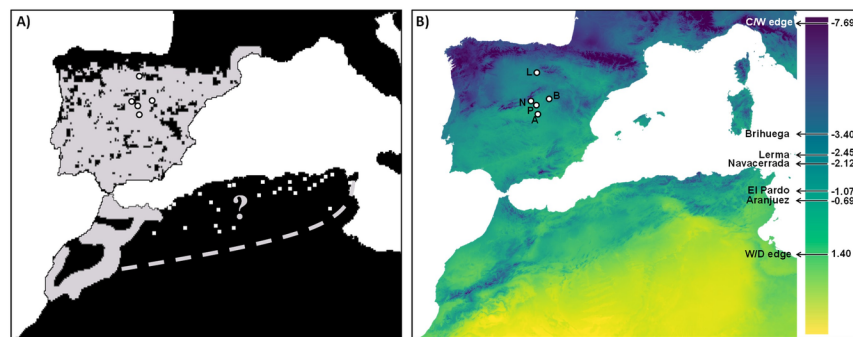 A)
?
B)
L
N
B
P
A
C/W edge
-7.69
Brihuega
-3.40
Lerma
-2.45
Navacerrada
-2.12
El Pardo
-1.07
Aranjuez
-0.69
W/D edge
1.40